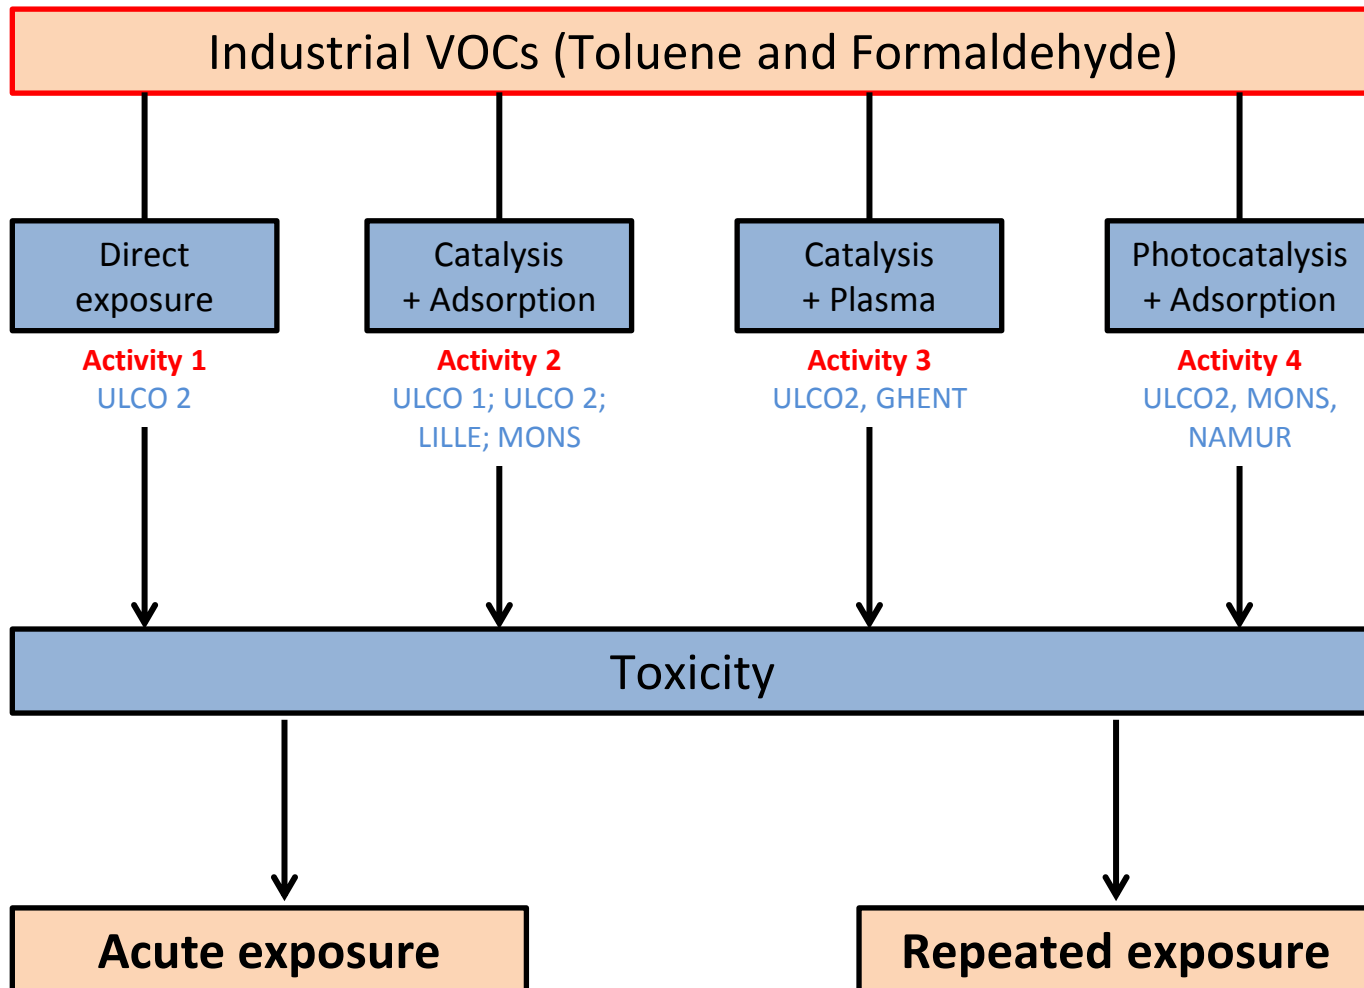 Industrial VOCs (Toluene and Formaldehyde)
Direct
exposure
Activity 1
ULCO 2
Catalysis
+ Adsorption
Activity 2
ULCO 1; ULCO 2;
LILLE; MONS
Catalysis
+ Plasma
Activity 3
ULCO2, GHENT
Photocatalysis
+ Adsorption
Activity 4
ULCO2, MONS,
NAMUR
Toxicity
Acute exposure
Repeated exposure